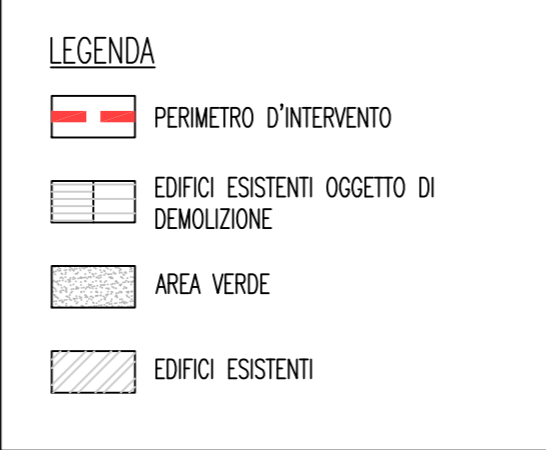 LEGENDA
PERIMETRO D'INTERVENTO
EDIFICI ESISTENTI OGGETTO DI
DEMOLIZIONE
AREA VERDE
EDIFICI ESISTENTI